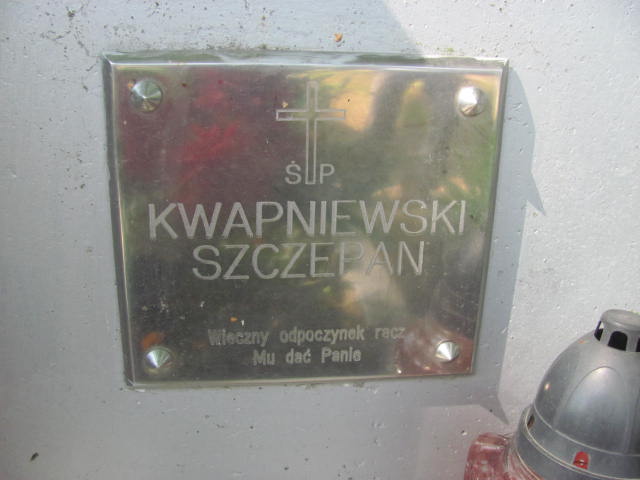 ŚP
KWAPNIEWSKI
SZCZEPAN
Wieczny odpoczynek racz
Mu dać Panie